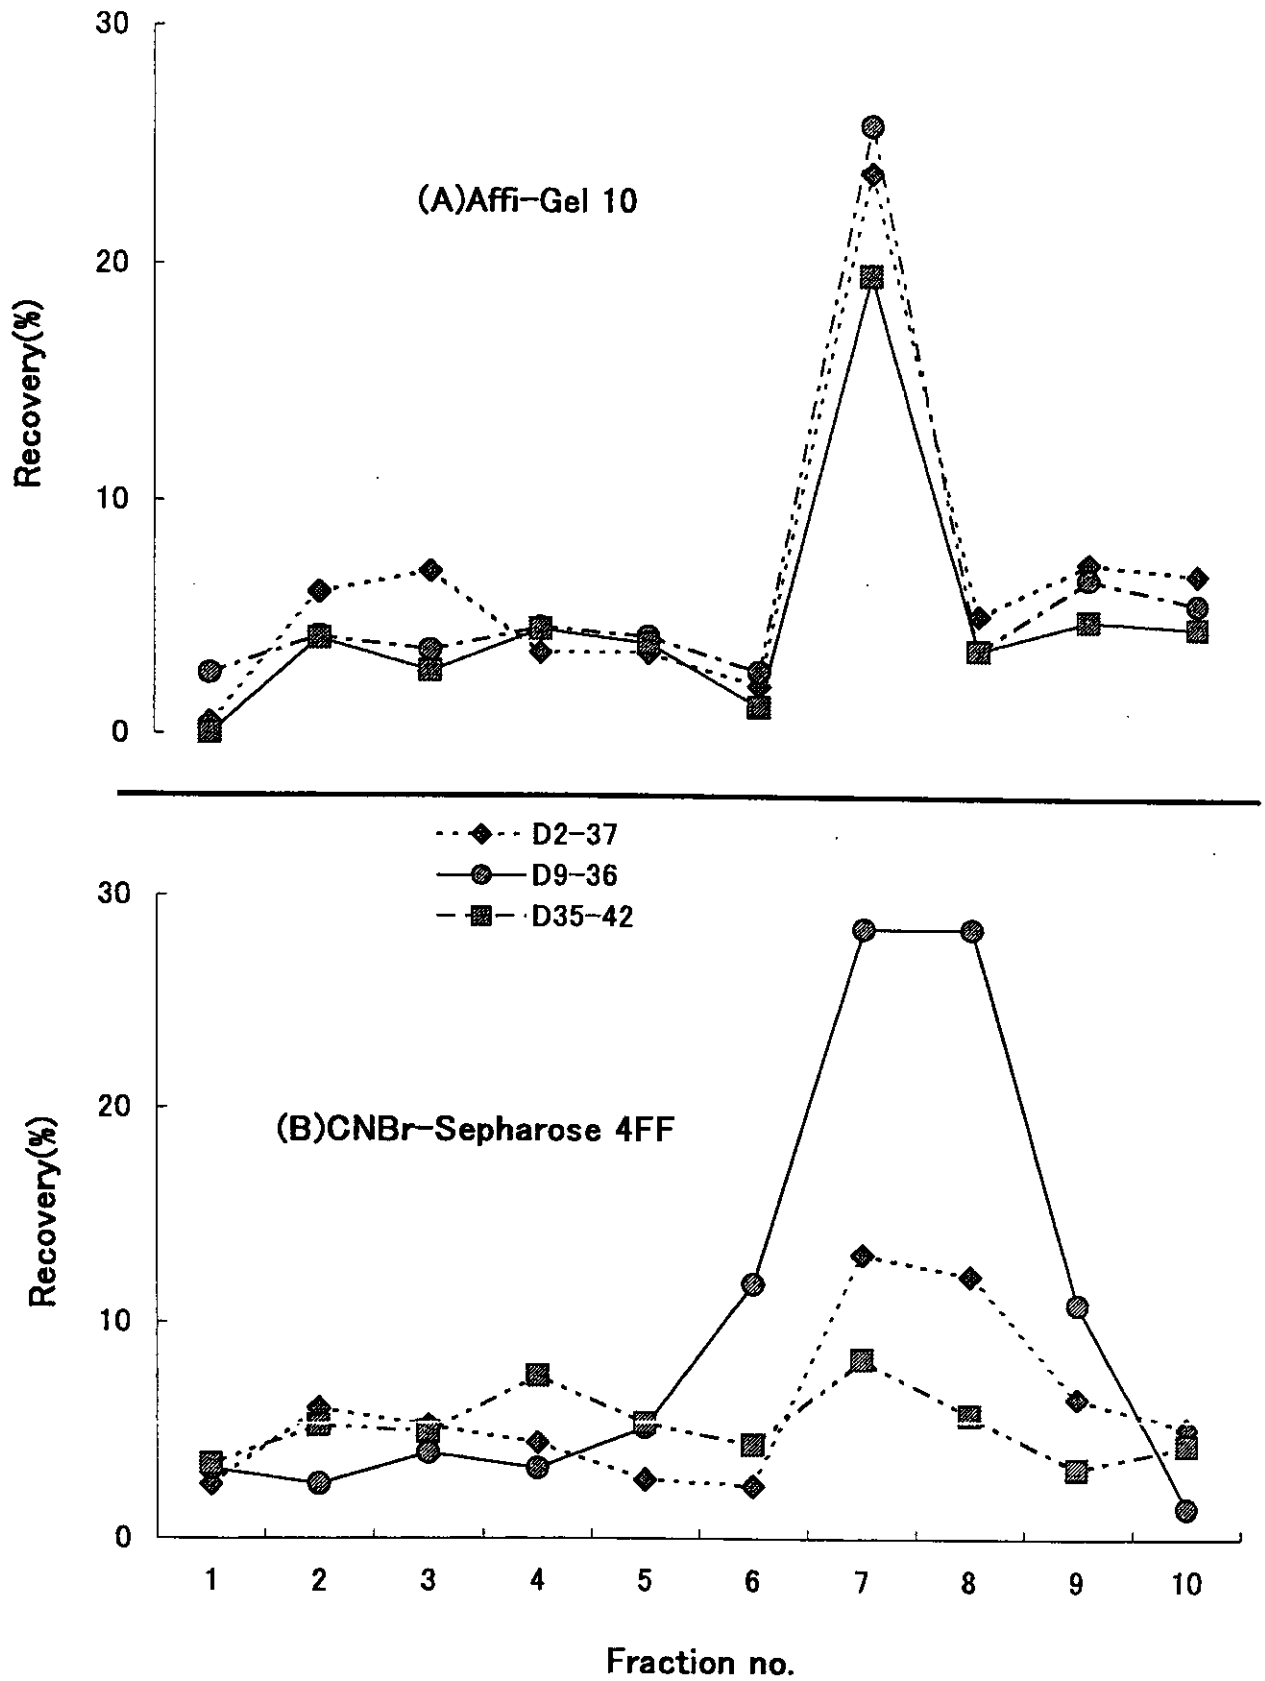 30
(A)Affi-Gel 10
20
Recovery(%)
10
0
D2-37
D9-36
D35-42
30
20
(B)CNBr-Sepharose 4FF
Recovery(%)
10
0
1 2 3 4 5 6 7 8 9 10
Fraction no.